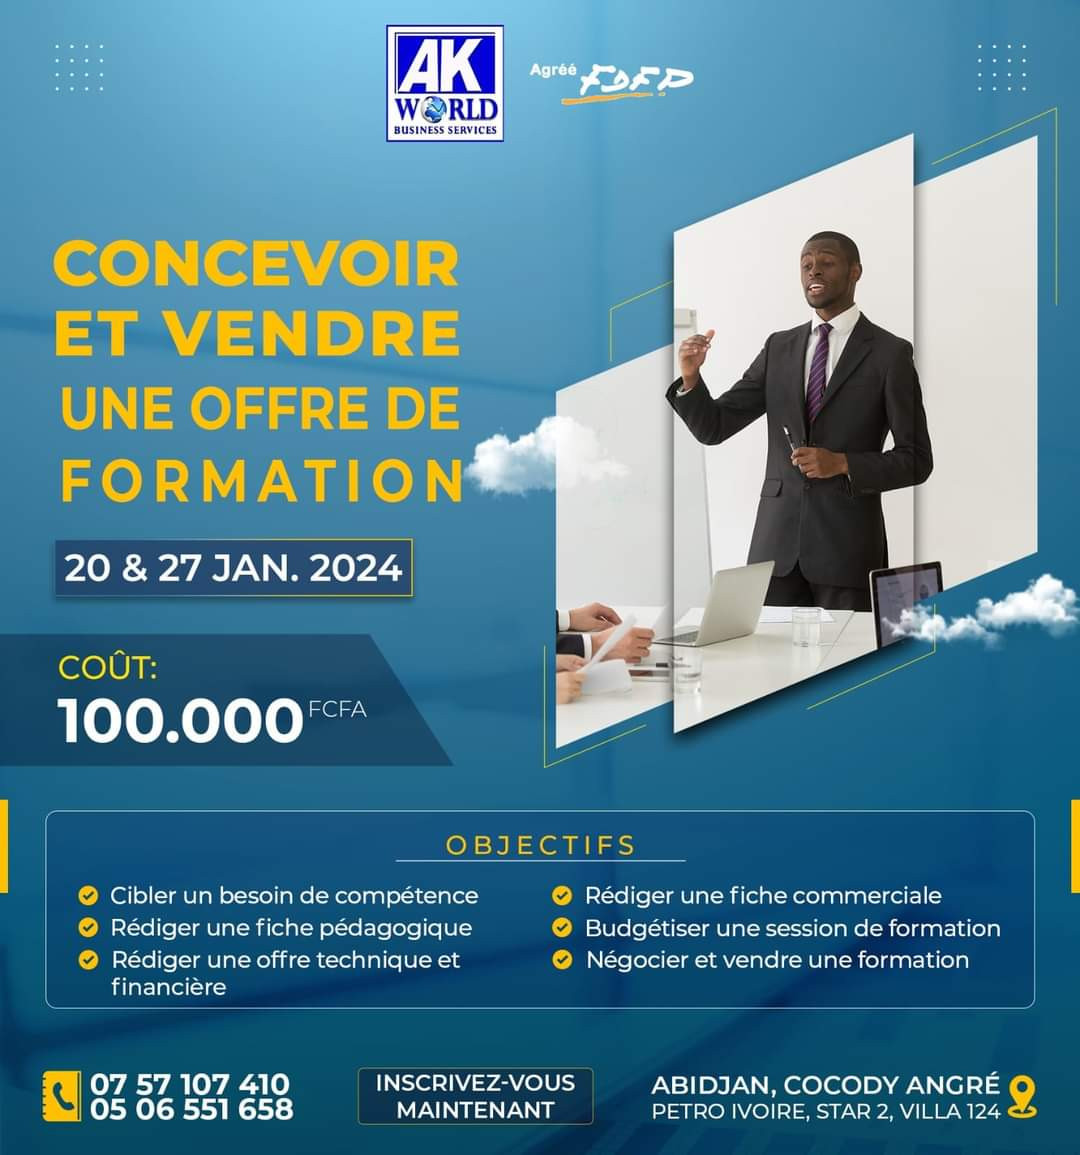 AK
WORLD
BUSINESS SERVICES
Agréé FDFP
CONCEVOIR
ET VENDRE
UNE OFFRE DE
FORMATION
20 & 27 JAN. 2024
COÛT:
100.000 FCFA
OBJECTIFS
Cibler un besoin de compétence
Rédiger une fiche pédagogique
Rédiger une offre technique et
financière
Rédiger une fiche commerciale
Budgétiser une session de formation
Négocier et vendre une formation
07 57 107 410
05 06 551 658
INSCRIVEZ-VOUS
MAINTENANT
ABIDJAN, COCODY ANGRÉ
PETRO IVOIRE, STAR 2, VILLA 124